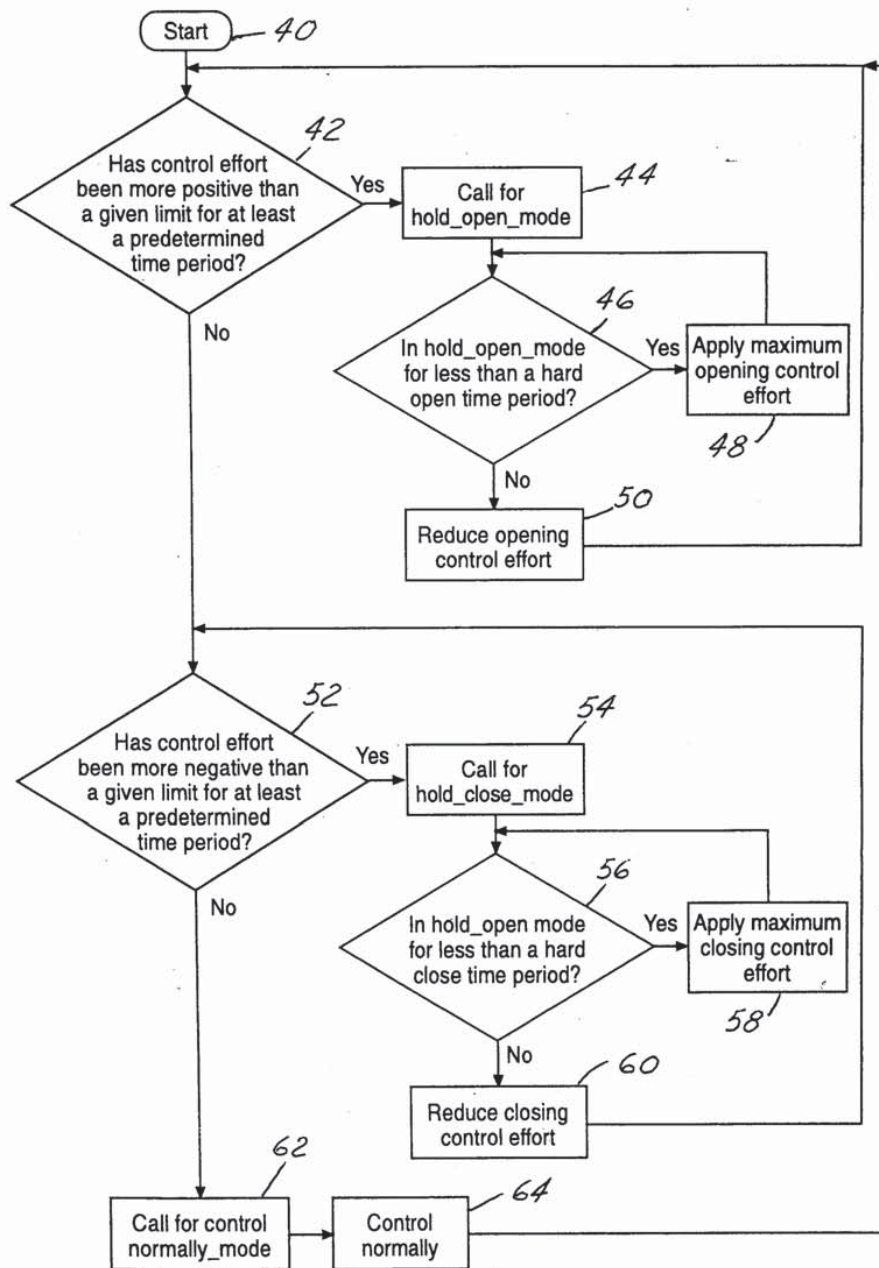 Start
40
42
Has control effort
been more positive than
a given limit for at least
a predetermined
time period?
Yes
No
44
Call for
hold_open_mode
46
In hold_open_mode
for less than a hard
open time period?
Yes
No
Apply maximum
opening control
effort
48
50
Reduce opening
control effort
52
Has control effort
been more negative than
a given limit for at least
a predetermined
time period?
Yes
No
54
Call for
hold_close_mode
56
In hold_open mode
for less than a hard
close time period?
Yes
No
Apply maximum
closing control
effort
58
60
Reduce closing
control effort
62
Call for control
normally_mode
64
Control
normally